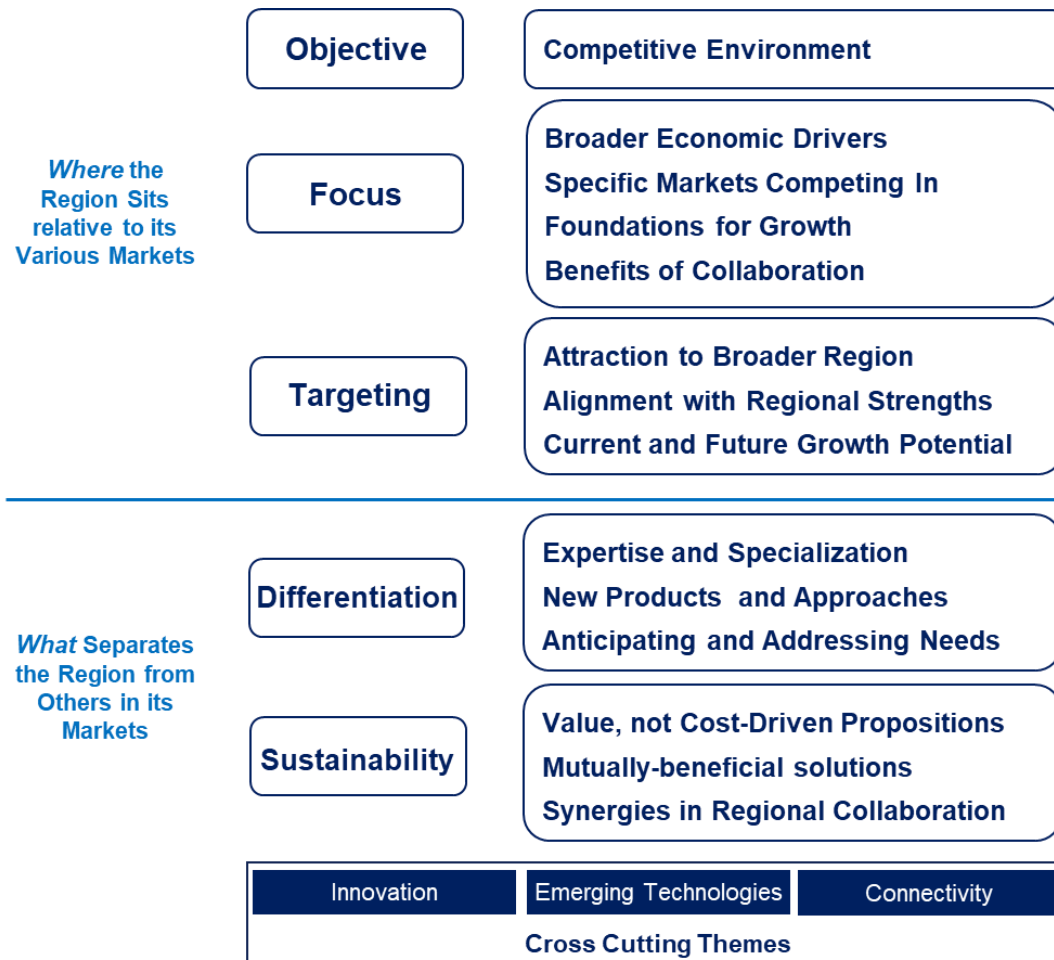 Objective
Competitive Environment
Where the
Region Sits
relative to its
Various Markets
Focus
Broader Economic Drivers
Specific Markets Competing In
Foundations for Growth
Benefits of Collaboration
Targeting
Attraction to Broader Region
Alignment with Regional Strengths
Current and Future Growth Potential
What Separates
the Region from
Others in its
Markets
Differentiation
Expertise and Specialization
New Products  and Approaches
Anticipating and Addressing Needs
Sustainability
Value, not Cost-Driven Propositions
Mutually-beneficial solutions
Synergies in Regional Collaboration
Innovation
Emerging Technologies
Connectivity
Cross Cutting Themes